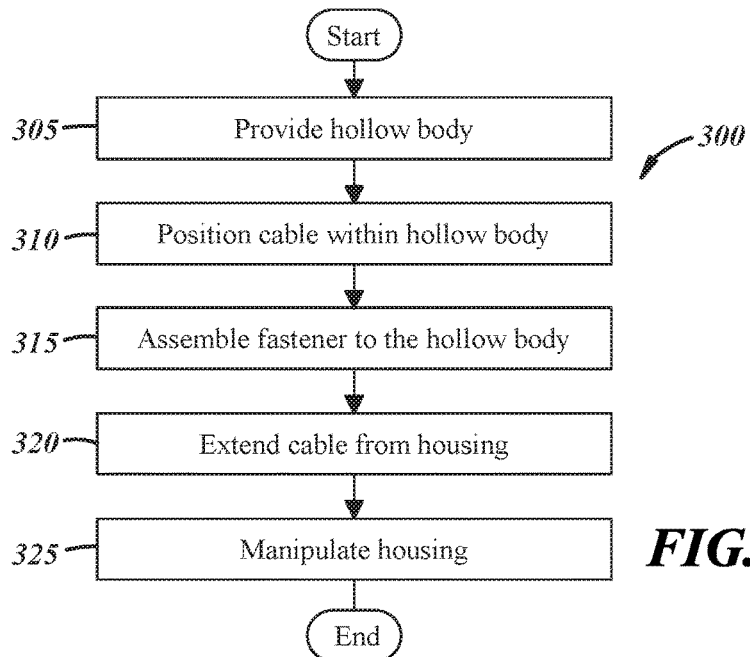 Start
305
Provide hollow body
300
310
Position cable within hollow body
315
Assemble fastener to the hollow body
320
Extend cable from housing
325
Manipulate housing
FIG.
End